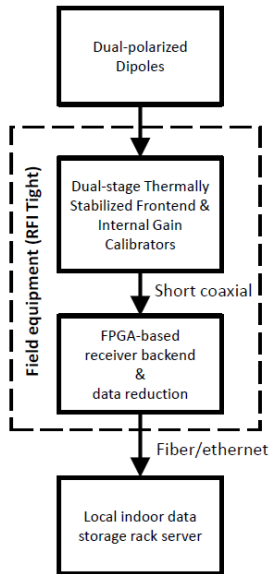 Dual-polarized
Dipoles
Field equipment (RFI Tight)
Dual-stage Thermally
Stabilized Frontend &
Internal Gain
Calibrators
Short coaxial
FPGA-based
receiver backend
&
data reduction
Fiber/ethernet
Local indoor data
storage rack server